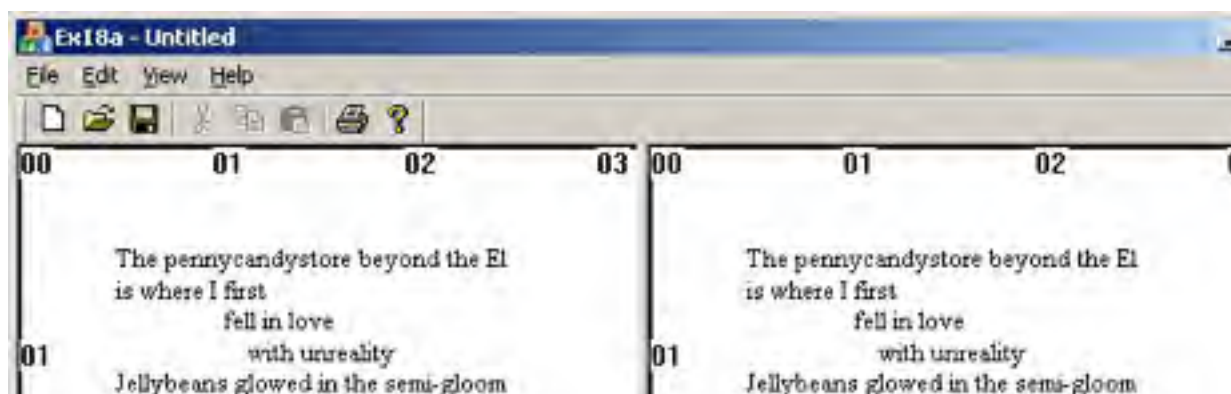 Ex18a - Untitled
File Edit View Help
00 01 02 03
The pennycandystore beyond the El
is where I first
fell in love
01 with unreality
Jellybeans glowed in the semi-gloom
00 01 02
The pennycandystore beyond the El
is where I first
fell in love
01 with unreality
Jellybeans glowed in the semi-gloom